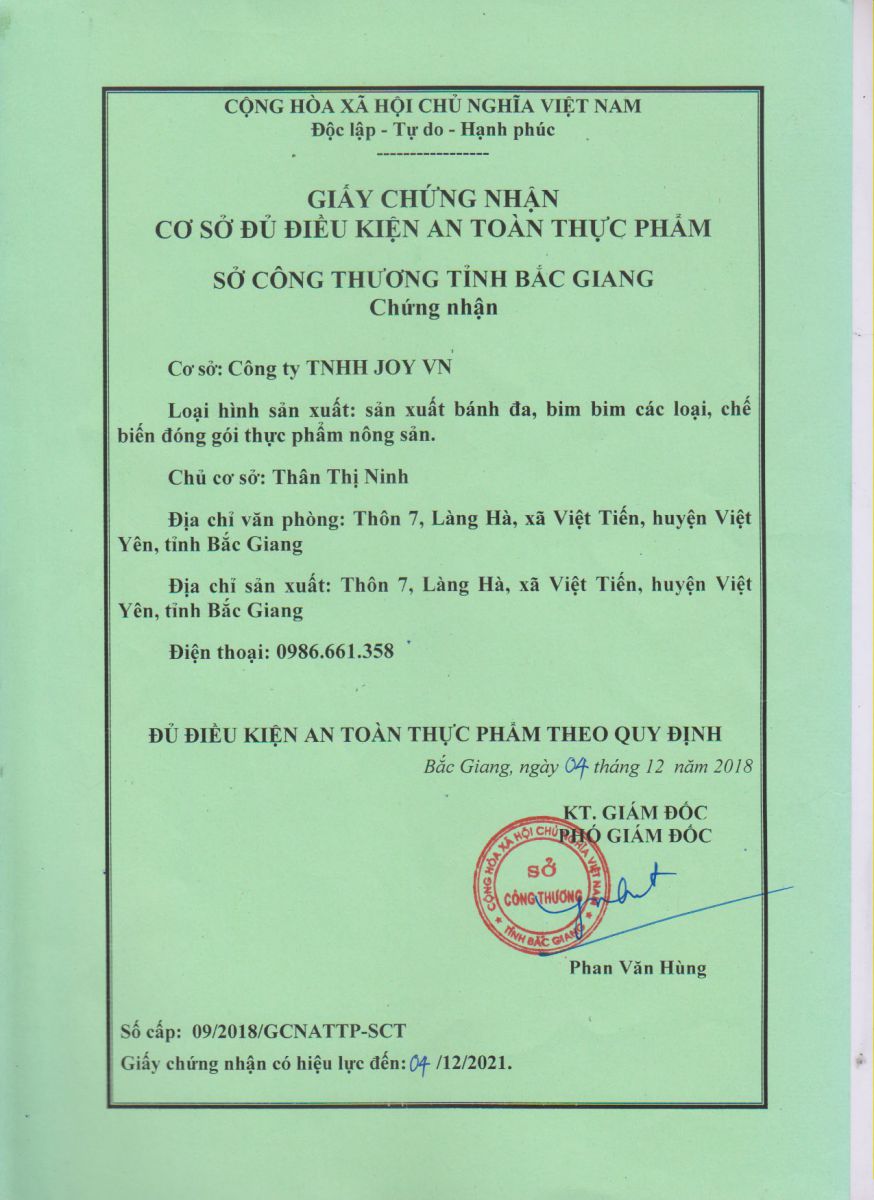 CỘNG HÒA XÃ HỘI CHỦ NGHĨA VIỆT NAM
Độc lập - Tự do - Hạnh phúc
-----------------
GIẤY CHỨNG NHẬN
CƠ SỞ ĐỦ ĐIỀU KIỆN AN TOÀN THỰC PHẨM
SỞ CÔNG THƯƠNG TỈNH BẮC GIANG
Chứng nhận
Cơ sở: Công ty TNHH JOY VN
Loại hình sản xuất: sản xuất bánh đa, bim bim các loại, chế
biến đóng gói thực phẩm nông sản.
Chủ cơ sở: Thân Thị Ninh
Địa chỉ văn phòng: Thôn 7, Làng Hà, xã Việt Tiến, huyện Việt
Yên, tỉnh Bắc Giang
Địa chỉ sản xuất: Thôn 7, Làng Hà, xã Việt Tiến, huyện Việt
Yên, tỉnh Bắc Giang
Điện thoại: 0986.661.358
ĐỦ ĐIỀU KIỆN AN TOÀN THỰC PHẨM THEO QUY ĐỊNH
Bắc Giang, ngày 04 tháng 12 năm 2018
KT. GIÁM ĐỐC
PHÓ GIÁM ĐỐC
CỘNG HÒA XÃ HỘI CHỦ NGHĨA VIỆT NAM
SỞ
CÔNG THƯƠNG
★ TỈNH BẮC GIANG ★
Phan Văn Hùng
Số cấp: 09/2018/GCNATTP-SCT
Giấy chứng nhận có hiệu lực đến: 04 /12/2021.